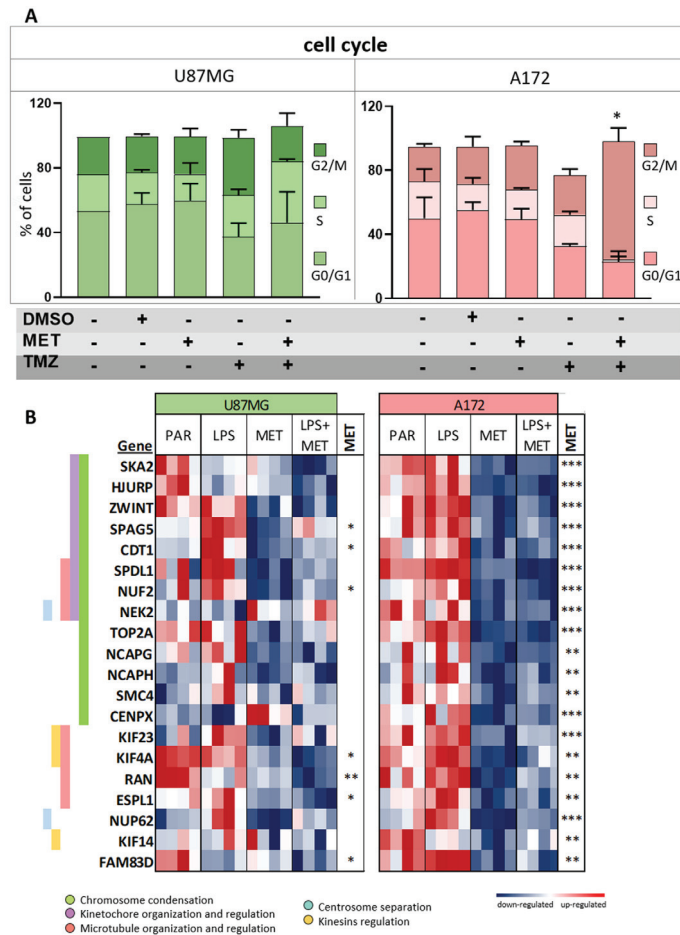 A
cell cycle
U87MG A172
120 120
80 80
40 40
0 0
% of cells
G2/M G2/M
S S
G0/G1 G0/G1
*
DMSO - + - - - - + - - -
MET - - + - + - - + - +
TMZ - - - + + - - - + +
B
U87MG A172
Gene PAR LPS MET LPS+ MET MET PAR LPS MET LPS+ MET MET
SKA2 ***
HJURP ***
ZWINT ***
SPAG5 * ***
CDT1 * ***
SPDL1 ***
NUF2 * ***
NEK2 ***
TOP2A ***
NCAPG **
NCAPH **
SMC4 **
CENPX ***
KIF23 ***
KIF4A * **
RAN ** **
ESPL1 * **
NUP62 ***
KIF14 **
FAM83D * **
Chromosome condensation
Kinetochore organization and regulation
Microtubule organization and regulation
Centrosome separation
Kinesins regulation
down-regulated up-regulated